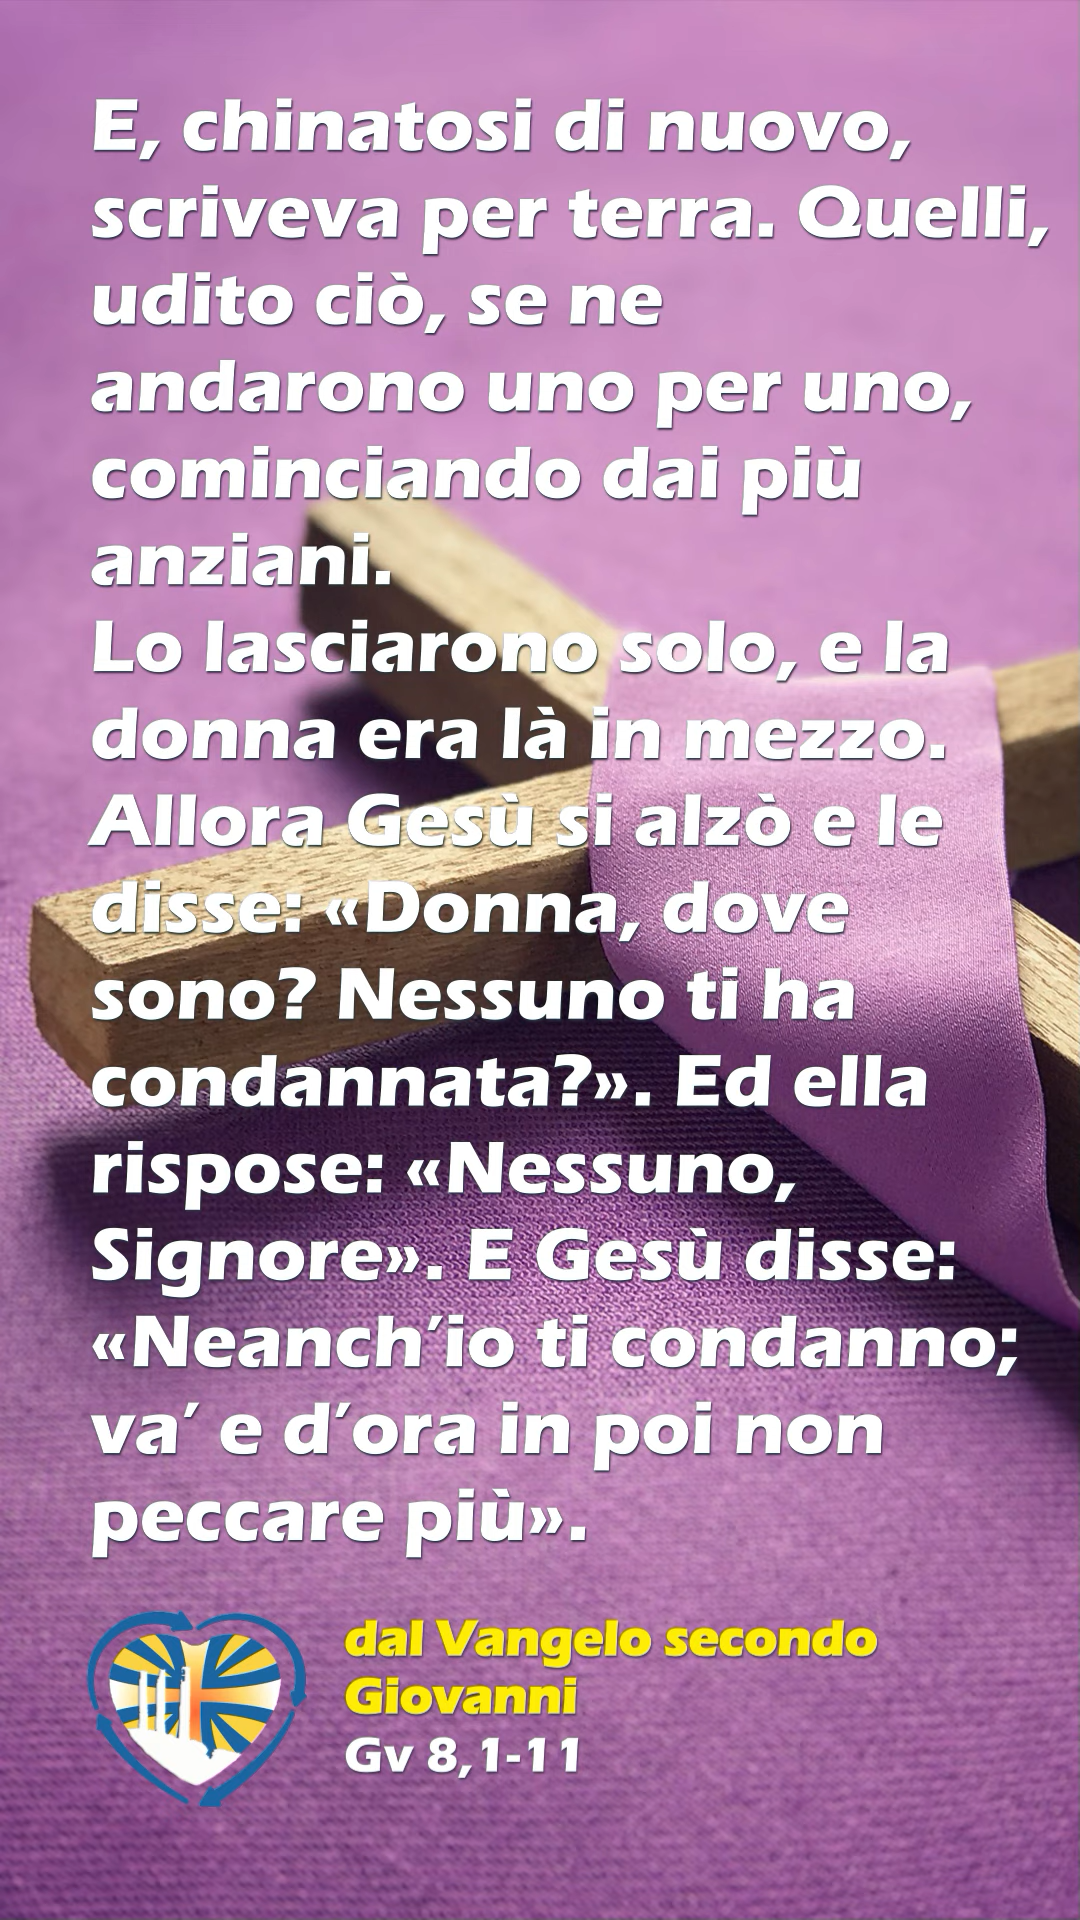 E, chinatosi di nuovo,
scriveva per terra. Quelli,
udito ciò, se ne
andarono uno per uno,
cominciando dai più
anziani.
Lo lasciarono solo, e la
donna era là in mezzo.
Allora Gesù si alzò e le
disse: «Donna, dove
sono? Nessuno ti ha
condannata?». Ed ella
rispose: «Nessuno,
Signore». E Gesù disse:
«Neanch’io ti condanno;
va’ e d’ora in poi non
peccare più».
dal Vangelo secondo
Giovanni
Gv 8,1-11